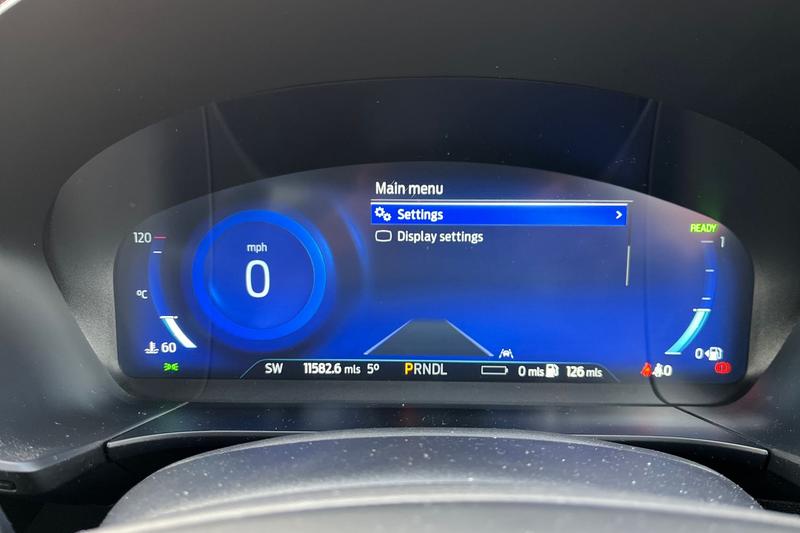 Main menu
Settings
Display settings
mph
0
120
°C
60
READY
1
0
SW 11582.6 mls 5° PRNDL 0 mls 126 mls